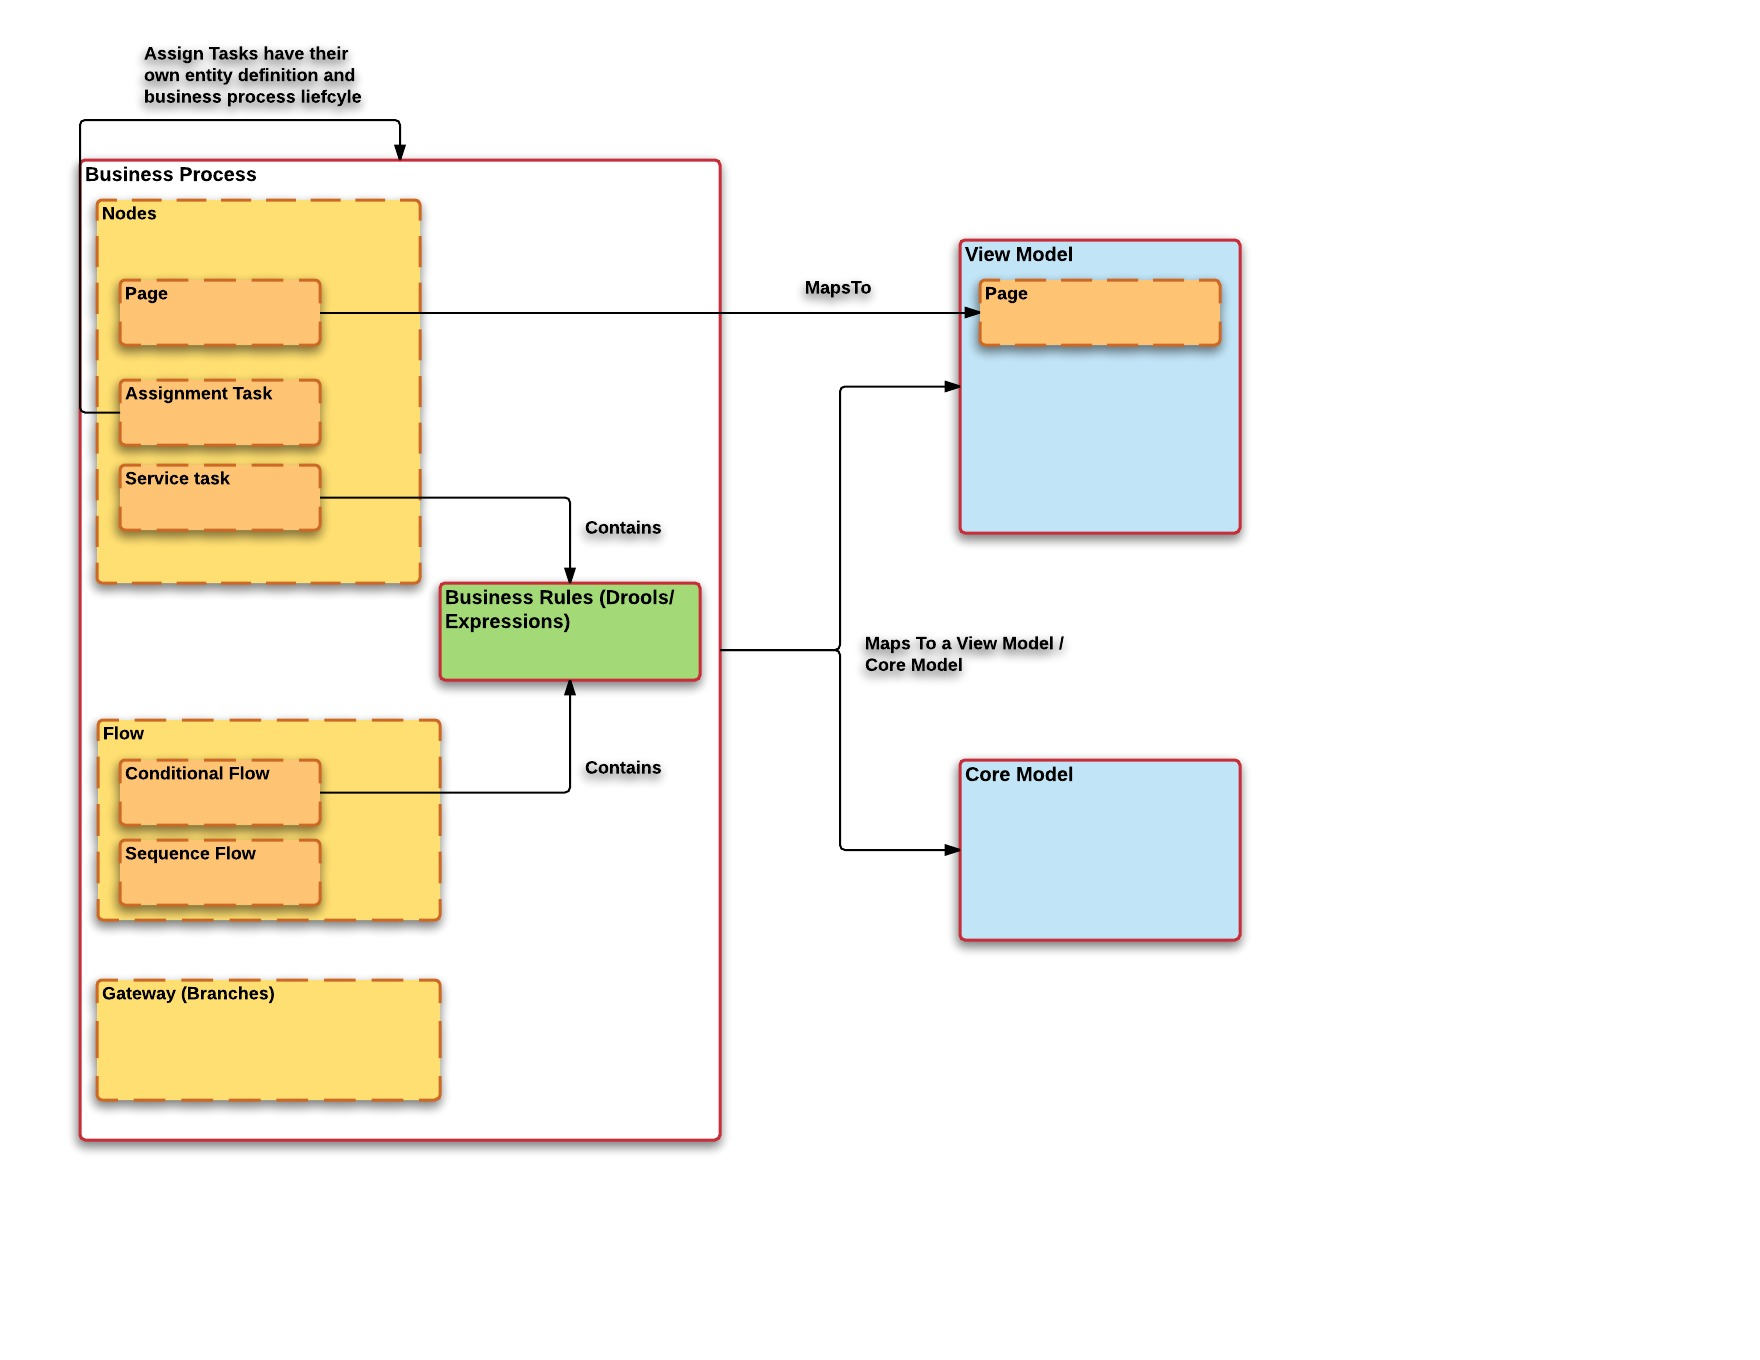 Assign Tasks have their
own entity definition and
business process liefcyle
Business Process
Nodes
Page
Assignment Task
Service task
Contains
Business Rules (Drools/
Expressions)
Flow
Conditional Flow
Contains
Sequence Flow
Gateway (Branches)
MapsTo
View Model
Page
Maps To a View Model /
Core Model
Core Model